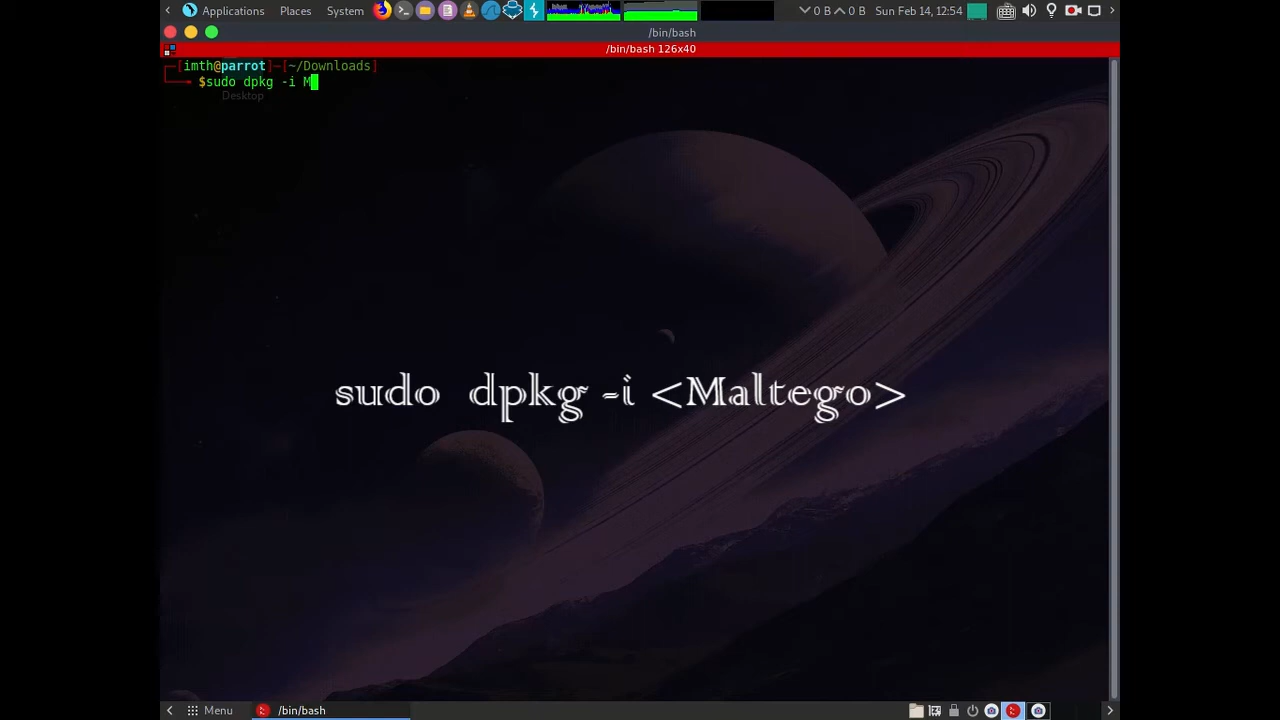 Applications Places System 0 B 0 B Sun Feb 14, 12:54
/bin/bash
/bin/bash 126x40
[imth@parrot]-[~/Downloads]
$sudo dpkg -i M
Desktop
sudo dpkg -i <Maltego>
Menu /bin/bash